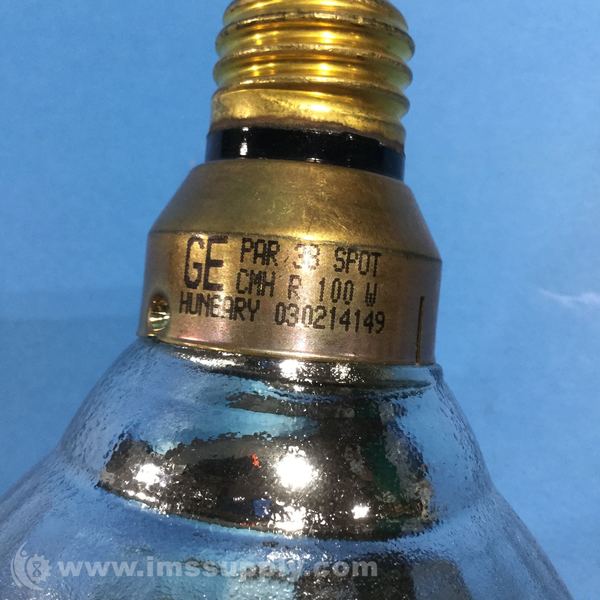 GE PAR 38 SPOT
CMH R 100 W
HUNGARY 030214149
www.imssupply.com